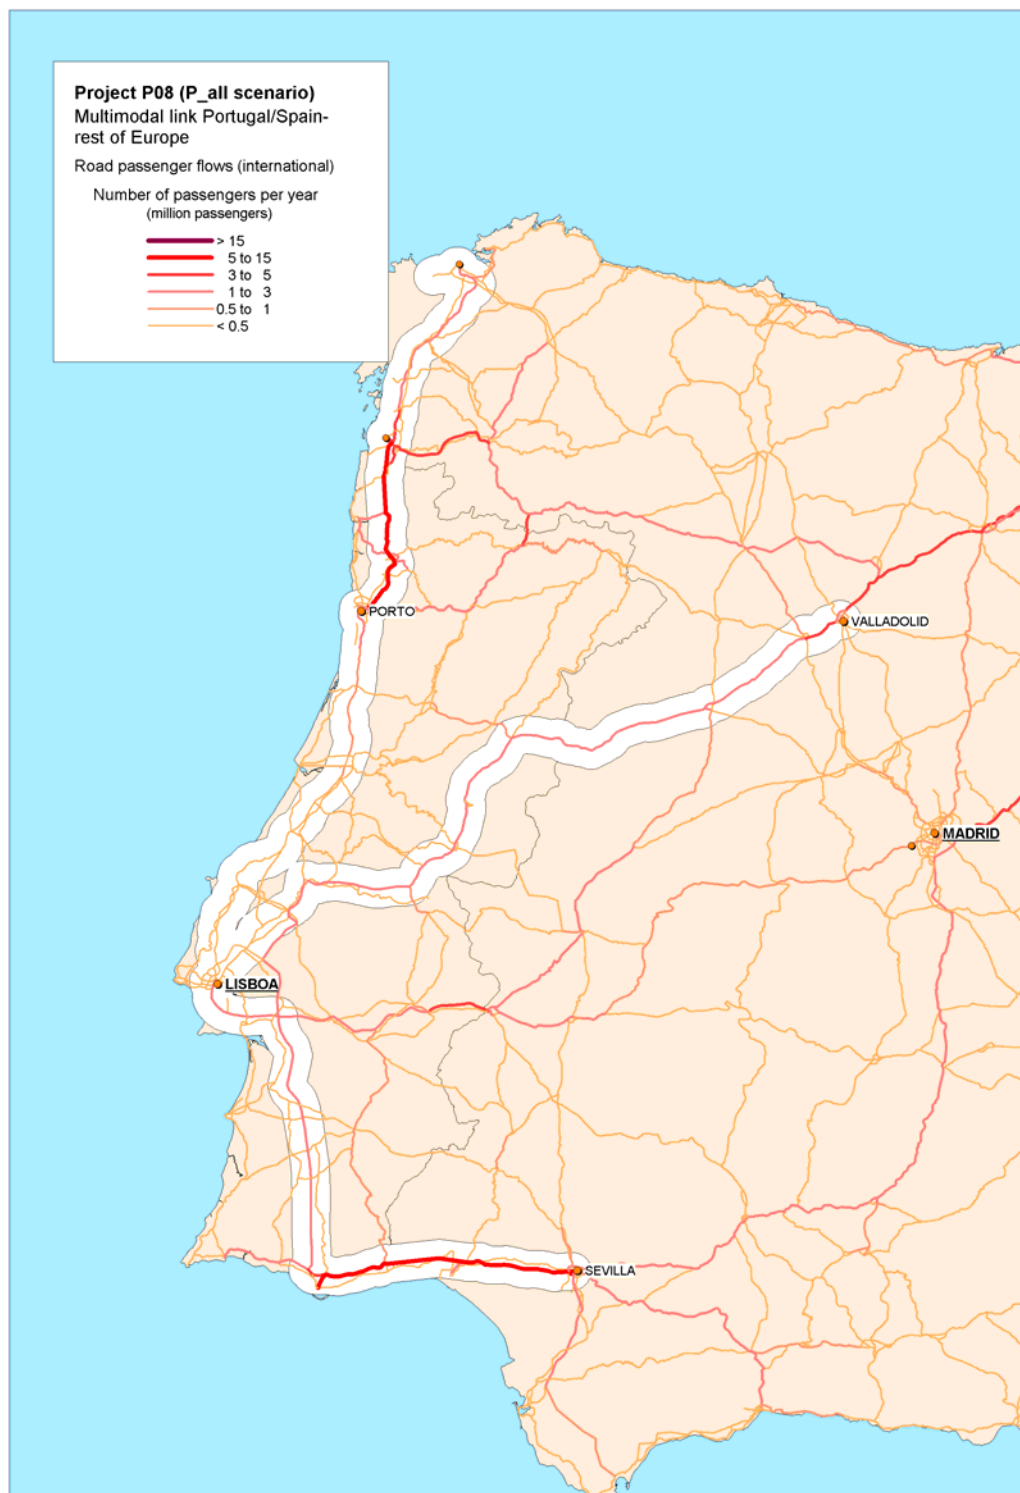 Project P08 (P_all scenario)
Multimodal link Portugal/Spain-
rest of Europe
Road passenger flows (international)
Number of passengers per year
(million passengers)
> 15
5 to 15
3 to 5
1 to 3
0.5 to 1
< 0.5
PORTO
VALLADOLID
MADRID
LISBOA
SEVILLA